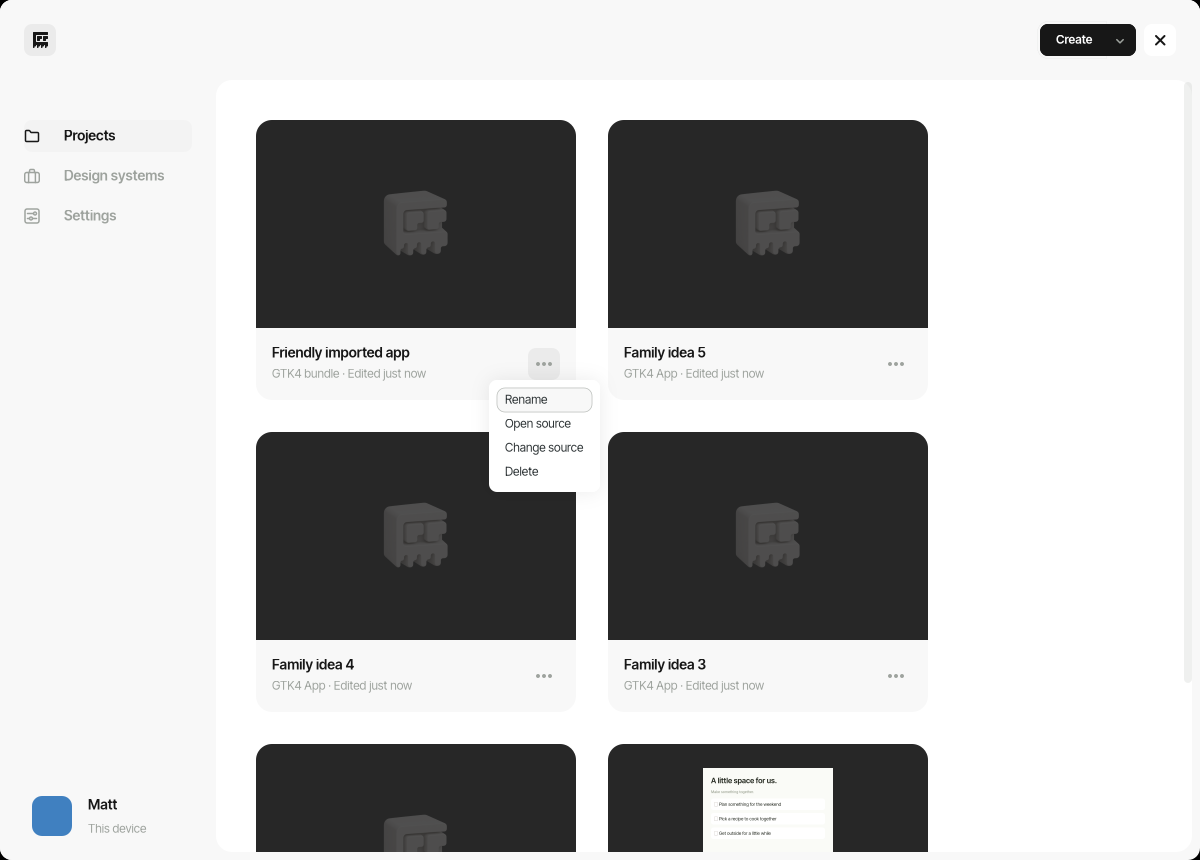 Create
Projects
Design systems
Settings
Friendly imported app
GTK4 bundle · Edited just now
Family idea 5
GTK4 App · Edited just now
Rename
Open source
Change source
Delete
Family idea 4
GTK4 App · Edited just now
Family idea 3
GTK4 App · Edited just now
A little space for us.
Make something together.
Plan something for the weekend
Pick a recipe to cook together
Get outside for a little while
Matt
This device